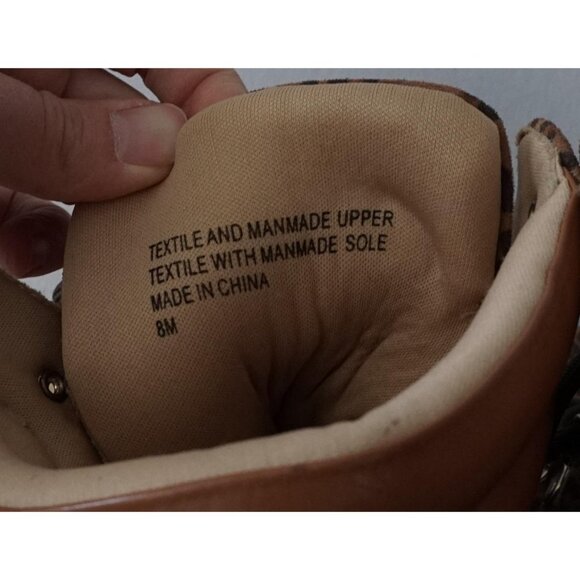 TEXTILE AND MANMADE UPPER
TEXTILE WITH MANMADE SOLE
MADE IN CHINA
8M